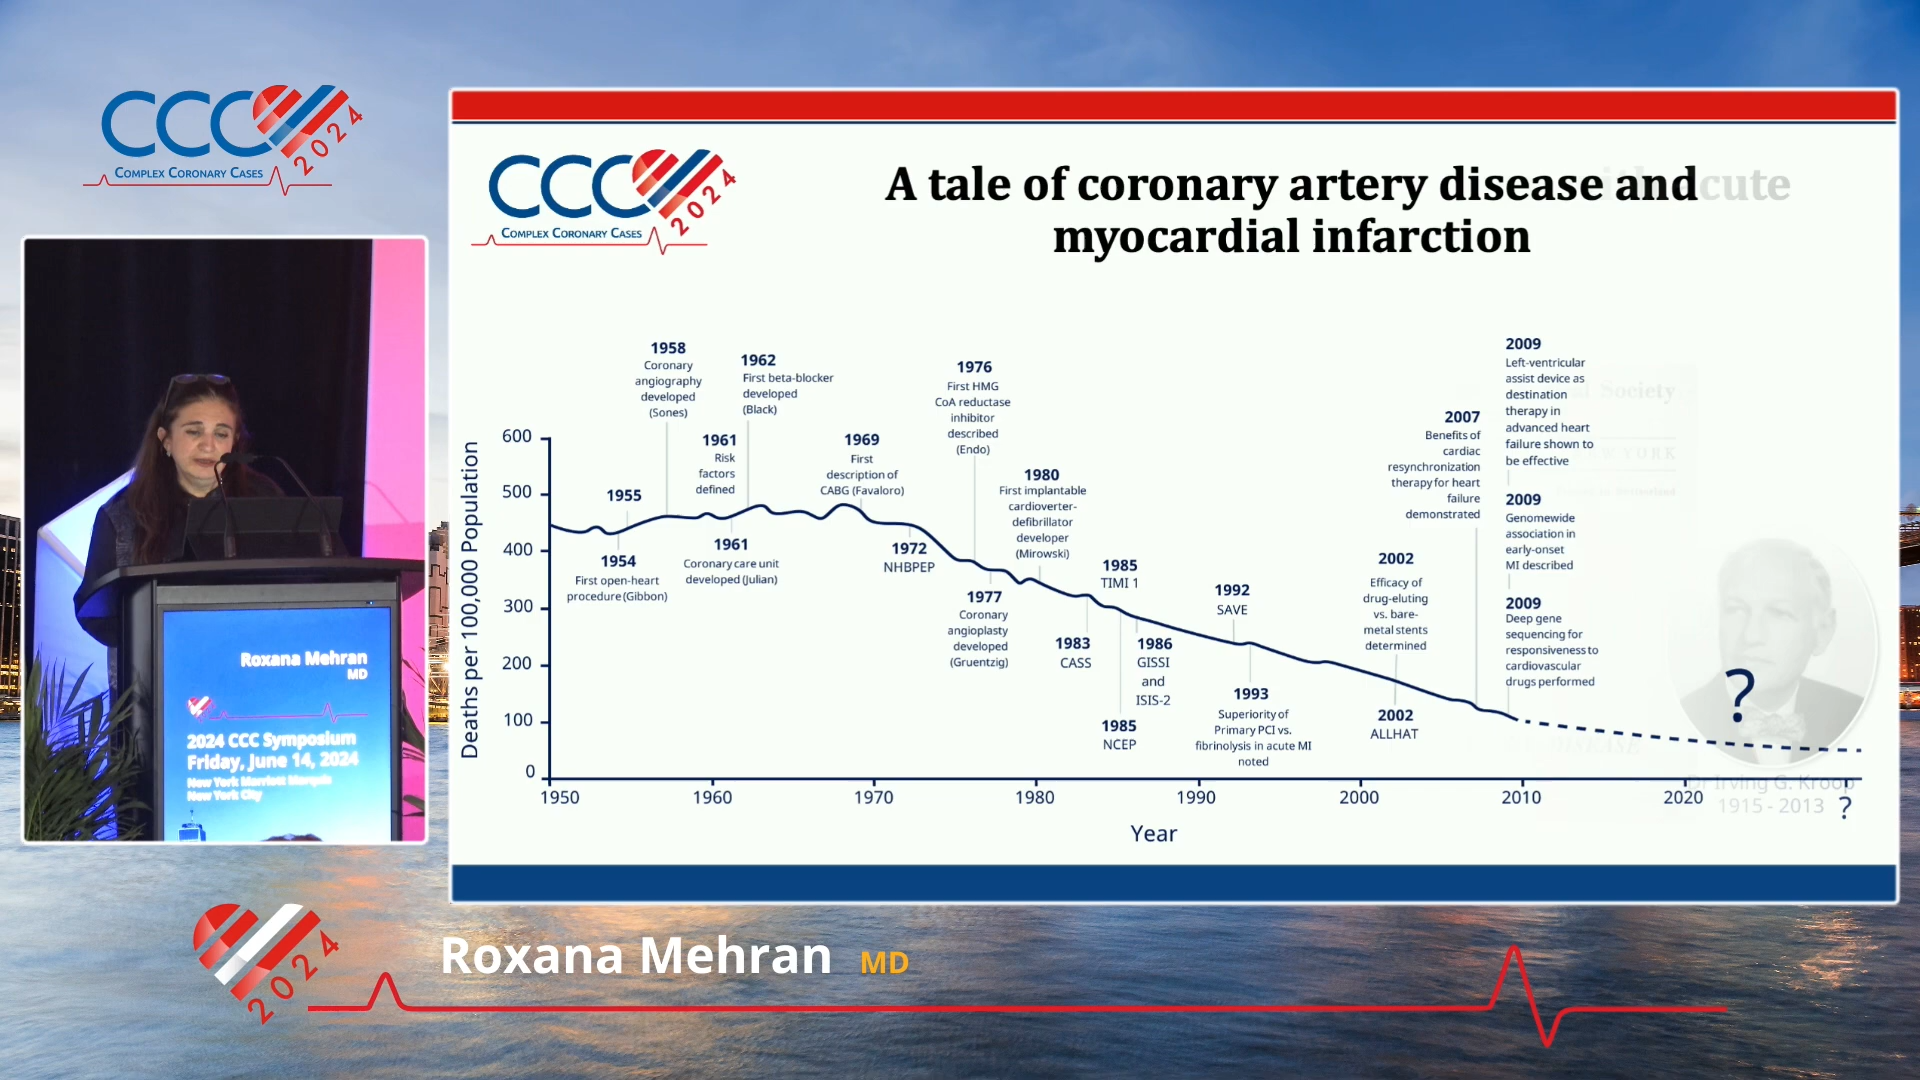 CCC
2024
COMPLEX CORONARY CASES
CCC
2024
COMPLEX CORONARY CASES
A tale of coronary artery disease and
myocardial infarction
cute
1958
Coronary
angiography
developed
(Sones)
1962
First beta-blocker
developed
(Black)
1961
Risk
factors
defined
1969
First
description of
CABG (Favaloro)
1976
First HMG
CoA reductase
inhibitor
described
(Endo)
1980
First implantable
cardioverter-
defibrillator
developer
(Mirowski)
1955
1954
First open-heart
procedure (Gibbon)
1961
Coronary care unit
developed (Julian)
1972
NHBPEP
1977
Coronary
angioplasty
developed
(Gruentzig)
1985
TIMI 1
1983
CASS
1986
GISSI
and
ISIS-2
1985
NCEP
1992
SAVE
1993
Superiority of
Primary PCI vs.
fibrinolysis in acute MI
noted
2002
Efficacy of
drug-eluting
vs. bare-
metal stents
determined
2002
ALLHAT
2007
Benefits of
cardiac
resynchronization
therapy for heart
failure
demonstrated
2009
Left-ventricular
assist device as
destination
therapy in
advanced heart
failure shown to
be effective
2009
Genomewide
association in
early-onset
MI described
2009
Deep gene
sequencing for
responsiveness to
cardiovascular
drugs performed
Society
?
Dr Irving G. Kroop
1915 - 2013
Deaths per 100,000 Population
600
500
400
300
200
100
0
1950
1960
1970
1980
1990
2000
2010
2020
?
Year
Roxana Mehran
MD
2024 CCC Symposium
Friday, June 14, 2024
New York Marriott Marquis
New York City
2024
Roxana Mehran MD